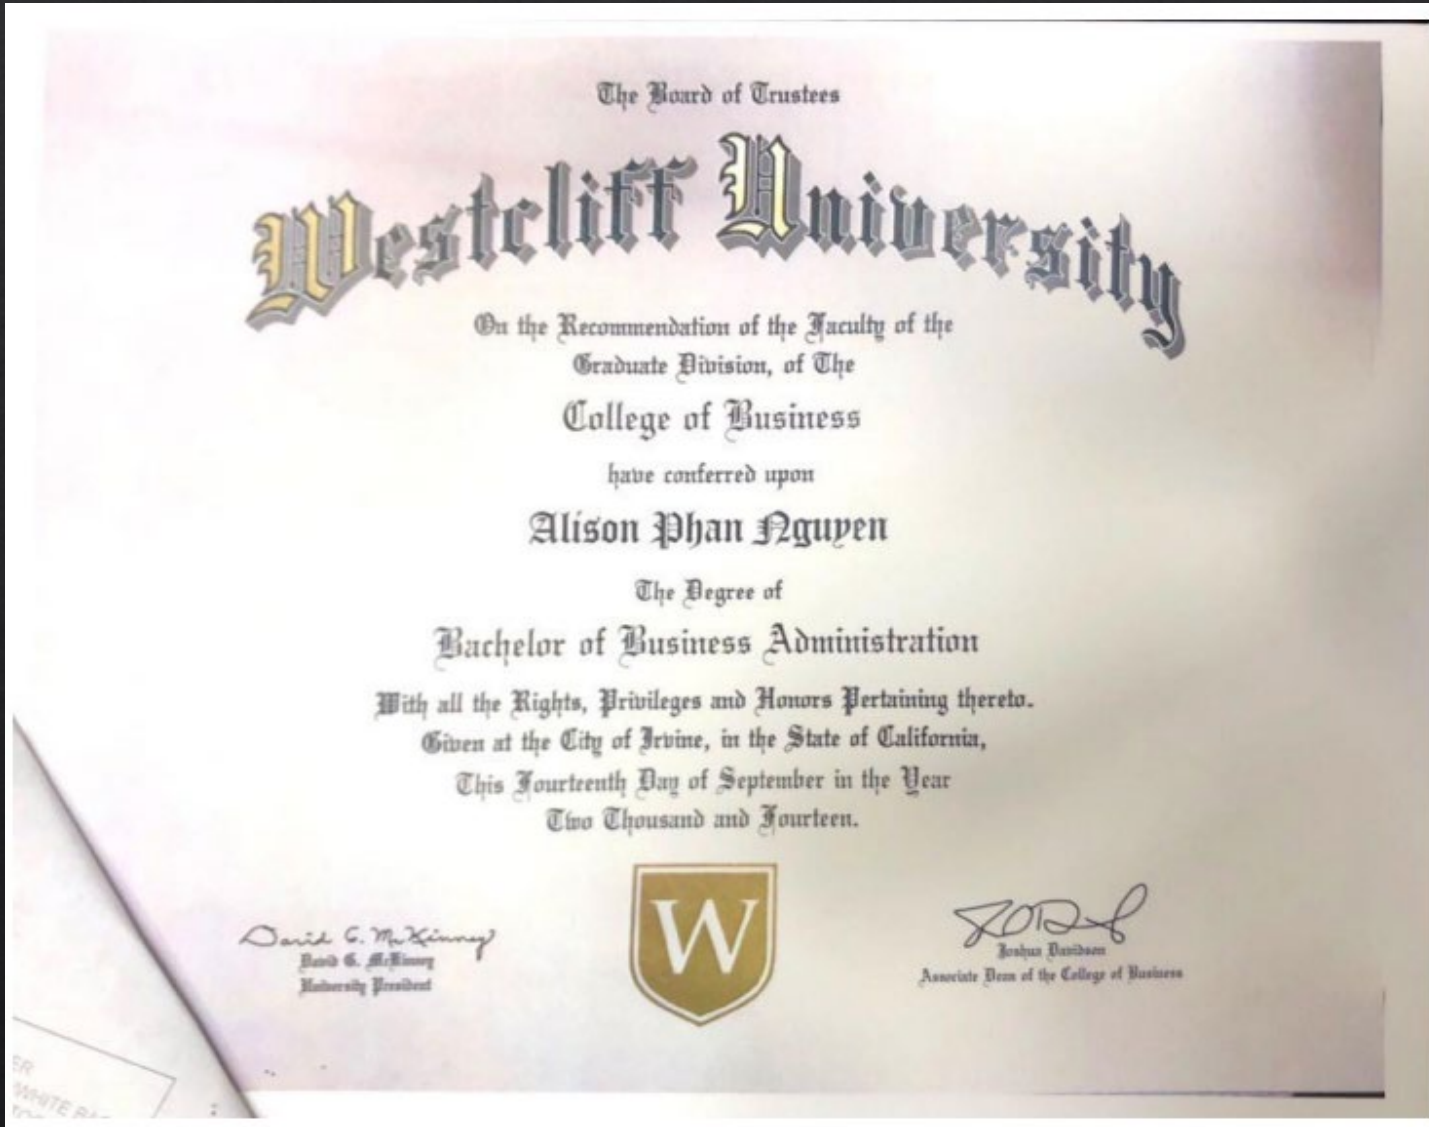 The Board of Trustees
Westcliff University
On the Recommendation of the Faculty of the
Graduate Division, of The
College of Business
have conferred upon
Alison Phan Nguyen
The Degree of
Bachelor of Business Administration
With all the Rights, Privileges and Honors Pertaining thereto.
Given at the City of Irvine, in the State of California,
This Fourteenth Day of September in the Year
Two Thousand and Fourteen.
W
David G. McKinney
David G. McKinney
University President
Joshua Davidson
Associate Dean of the College of Business
ER
WHITE